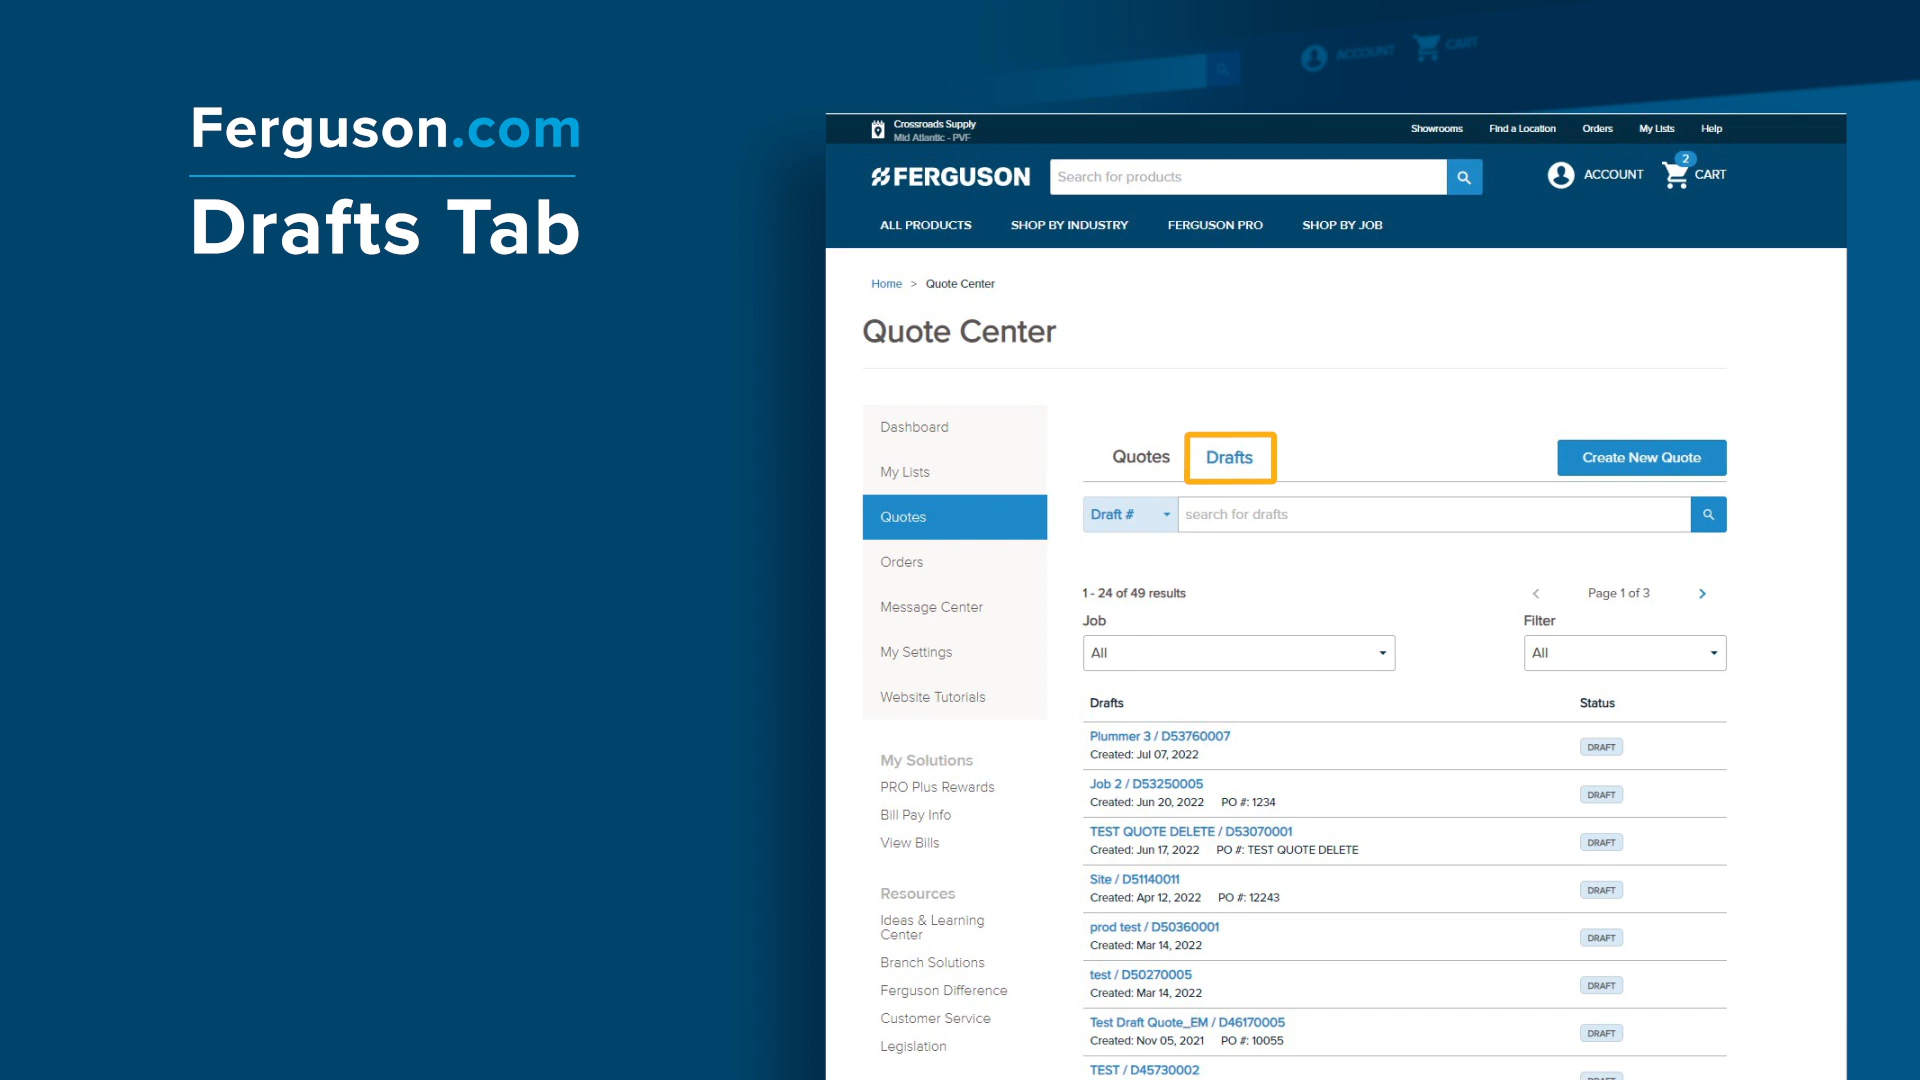 ACCOUNT
CART
Ferguson.com
Drafts Tab
Crossroads Supply
Mid Atlantic - PVF
Showrooms
Find a Location
Orders
My Lists
Help
FERGUSON
Search for products
ACCOUNT
2
CART
ALL PRODUCTS
SHOP BY INDUSTRY
FERGUSON PRO
SHOP BY JOB
Home > Quote Center
Quote Center
Dashboard
My Lists
Quotes
Orders
Message Center
My Settings
Website Tutorials
My Solutions
PRO Plus Rewards
Bill Pay Info
View Bills
Resources
Ideas & Learning
Center
Branch Solutions
Ferguson Difference
Customer Service
Legislation
Quotes
Drafts
Create New Quote
Draft #
search for drafts
1 - 24 of 49 results
Page 1 of 3
Job
Filter
All
All
Drafts
Status
Plummer 3 / D53760007
Created: Jul 07, 2022
DRAFT
Job 2 / D53250005
Created: Jun 20, 2022 PO #: 1234
DRAFT
TEST QUOTE DELETE / D53070001
Created: Jun 17, 2022 PO #: TEST QUOTE DELETE
DRAFT
Site / D51140011
Created: Apr 12, 2022 PO #: 12243
DRAFT
prod test / D50360001
Created: Mar 14, 2022
DRAFT
test / D50270005
Created: Mar 14, 2022
DRAFT
Test Draft Quote_EM / D46170005
Created: Nov 05, 2021 PO #: 10055
DRAFT
TEST / D45730002